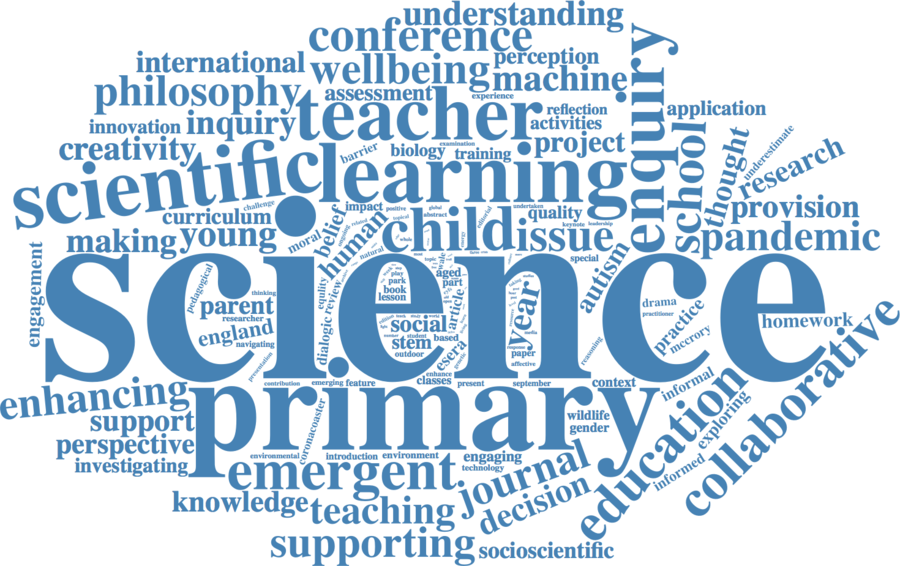 understanding
conference
international
wellbeing
perception
machine
philosophy
assessment
experience
enquiry
teacher
reflection
application
innovation
inquiry
activities
creativity
barrier
biology
examination
training
project
school
thought
underestimate
research
scientific
learning
challenge
curriculum
impact
positive
global
abstract
topical
editorial
undertaken
quality
keynote
leadership
provision
making
young
moral
belief
human
related
natural
child
issue
special
pandemic
engagement
science
pedagogical
thinking
parent
researcher
england
navigating
equlits
review
dialogic
play
park
book
lesson
aged
part
article
social
student
stem
outdoor
based
esera
year
media
response
paper
affective
autism
drama
practitioner
practice
mccrory
reasoning
homework
collaborative
presentation
contribution
emerging
feature
enhance
classes
present
september
context
informal
enhancing
primary
support
coronacoaster
wildlife
gender
education
exploring
perspective
environmental
introduction
environment
engaging
technology
informed
investigating
emergent
journal
knowledge
teaching
decision
supporting
socioscientific